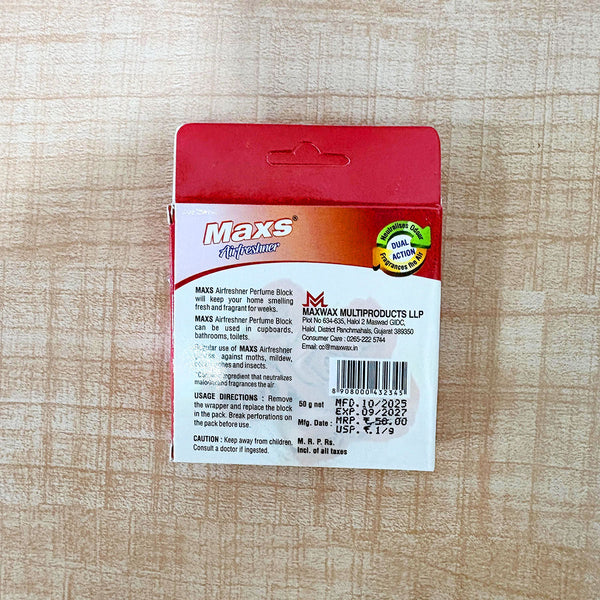 Maxs®
Airfreshner
Neutralises Odour
DUAL
ACTION
Fragrances the Air
MAXS Airfreshner Perfume Block
will keep your home smelling
fresh and fragrant for weeks.
MAXS Airfreshner Perfume Block
can be used in cupboards,
bathrooms, toilets.
Regular use of MAXS Airfreshner
against moths, mildew,
and insects.
ingredient that neutralizes
and fragrances the air.
USAGE DIRECTIONS : Remove
the wrapper and replace the block
in the pack. Break perforations on
the pack before use.
CAUTION : Keep away from children.
Consult a doctor if ingested.
MAXWAX MULTIPRODUCTS LLP
Plot No 634-635, Halol 2 Maswad GIDC,
Halol, District Panchmahals, Gujarat 389350
Consumer Care : 0265-222 5744
Email: cc@maxwax.in
8 908000 432345
50 g net
Mfg. Date :
M. R. P. Rs.
Incl. of all taxes
MFD.10/2025
EXP.09/2027
MRP.₹50.00
USP.₹.1/g